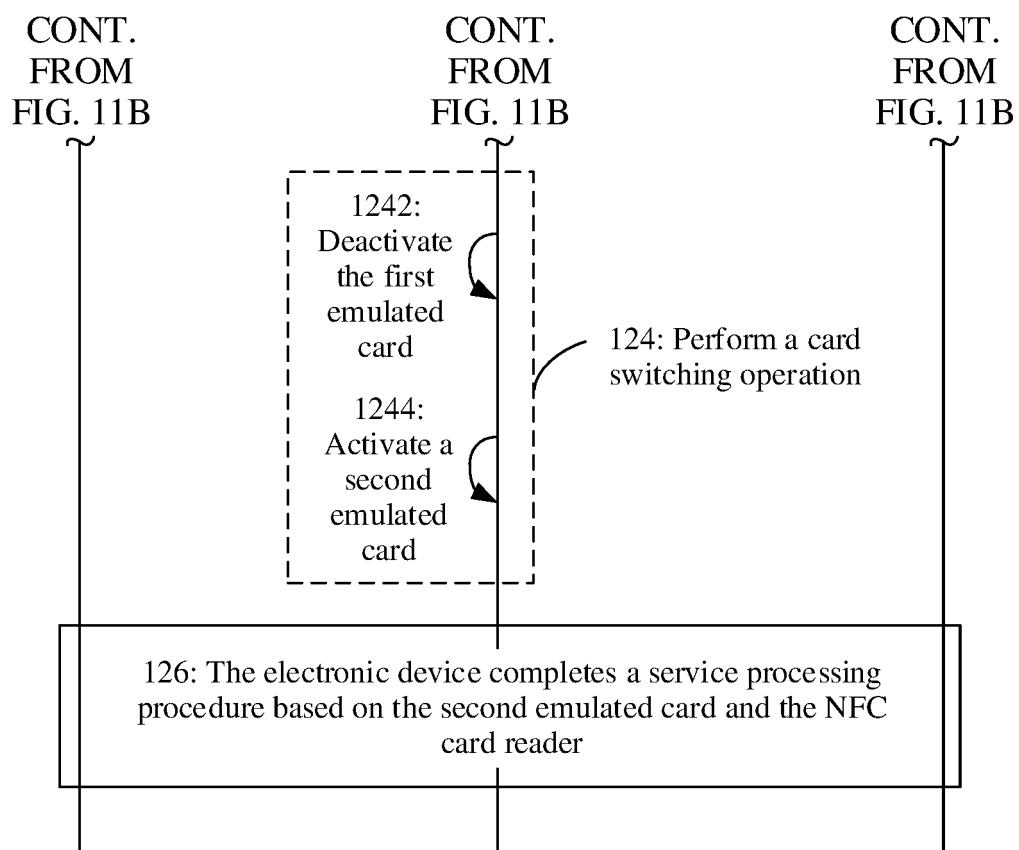 CONT.
FROM
FIG. 11B
CONT.
FROM
FIG. 11B
CONT.
FROM
FIG. 11B
1242:
Deactivate
the first
emulated
card
124: Perform a card
switching operation
1244:
Activate a
second
emulated
card
126: The electronic device completes a service processing
procedure based on the second emulated card and the NFC
card reader